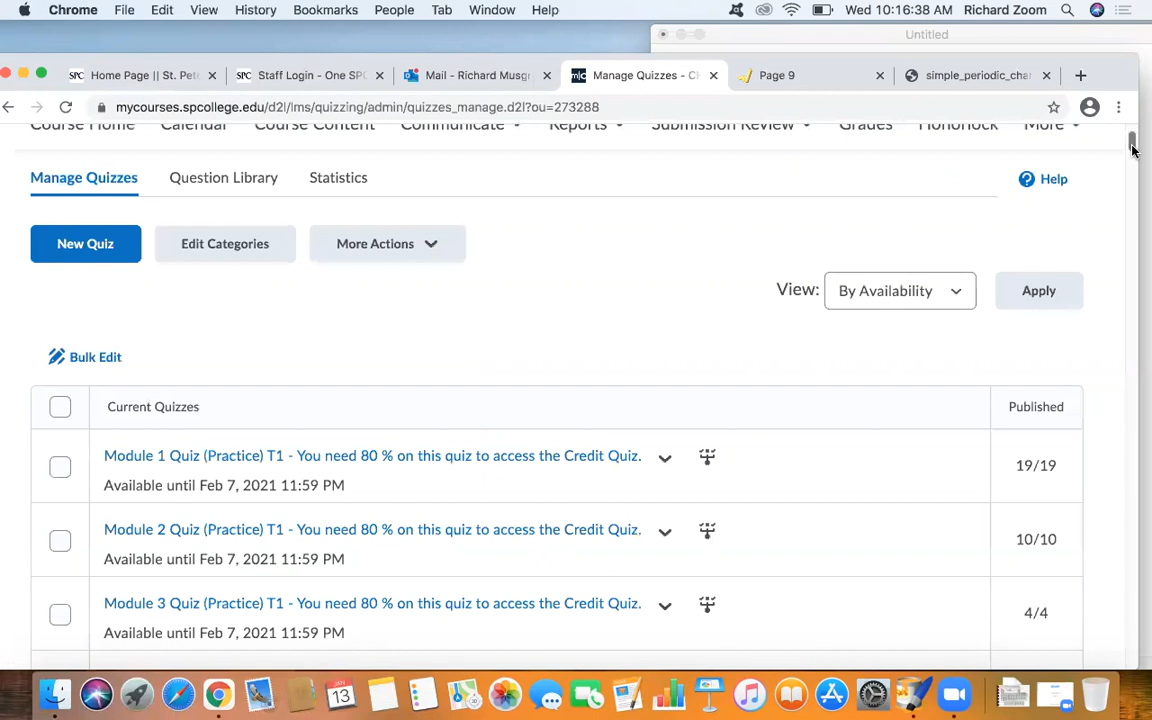 Chrome File Edit View History Bookmarks People Tab Window Help Wed 10:16:38 AM Richard Zoom
Untitled
SPC Home Page || St. Pete SPC Staff Login - One SPC Mail - Richard Musgr Manage Quizzes - C Page 9 simple_periodic_cha
mycourses.spcollege.edu/d2l/lms/quizzing/admin/quizzes_manage.d2l?ou=273288
Course Home Calendar Course Content Communicate Reports Submission Review Grades Honorlock More
Manage Quizzes Question Library Statistics Help
New Quiz Edit Categories More Actions
View: By Availability Apply
Bulk Edit
Current Quizzes Published
Module 1 Quiz (Practice) T1 - You need 80 % on this quiz to access the Credit Quiz.
19/19
Available until Feb 7, 2021 11:59 PM
Module 2 Quiz (Practice) T1 - You need 80 % on this quiz to access the Credit Quiz.
10/10
Available until Feb 7, 2021 11:59 PM
Module 3 Quiz (Practice) T1 - You need 80 % on this quiz to access the Credit Quiz.
4/4
Available until Feb 7, 2021 11:59 PM
JAN
13